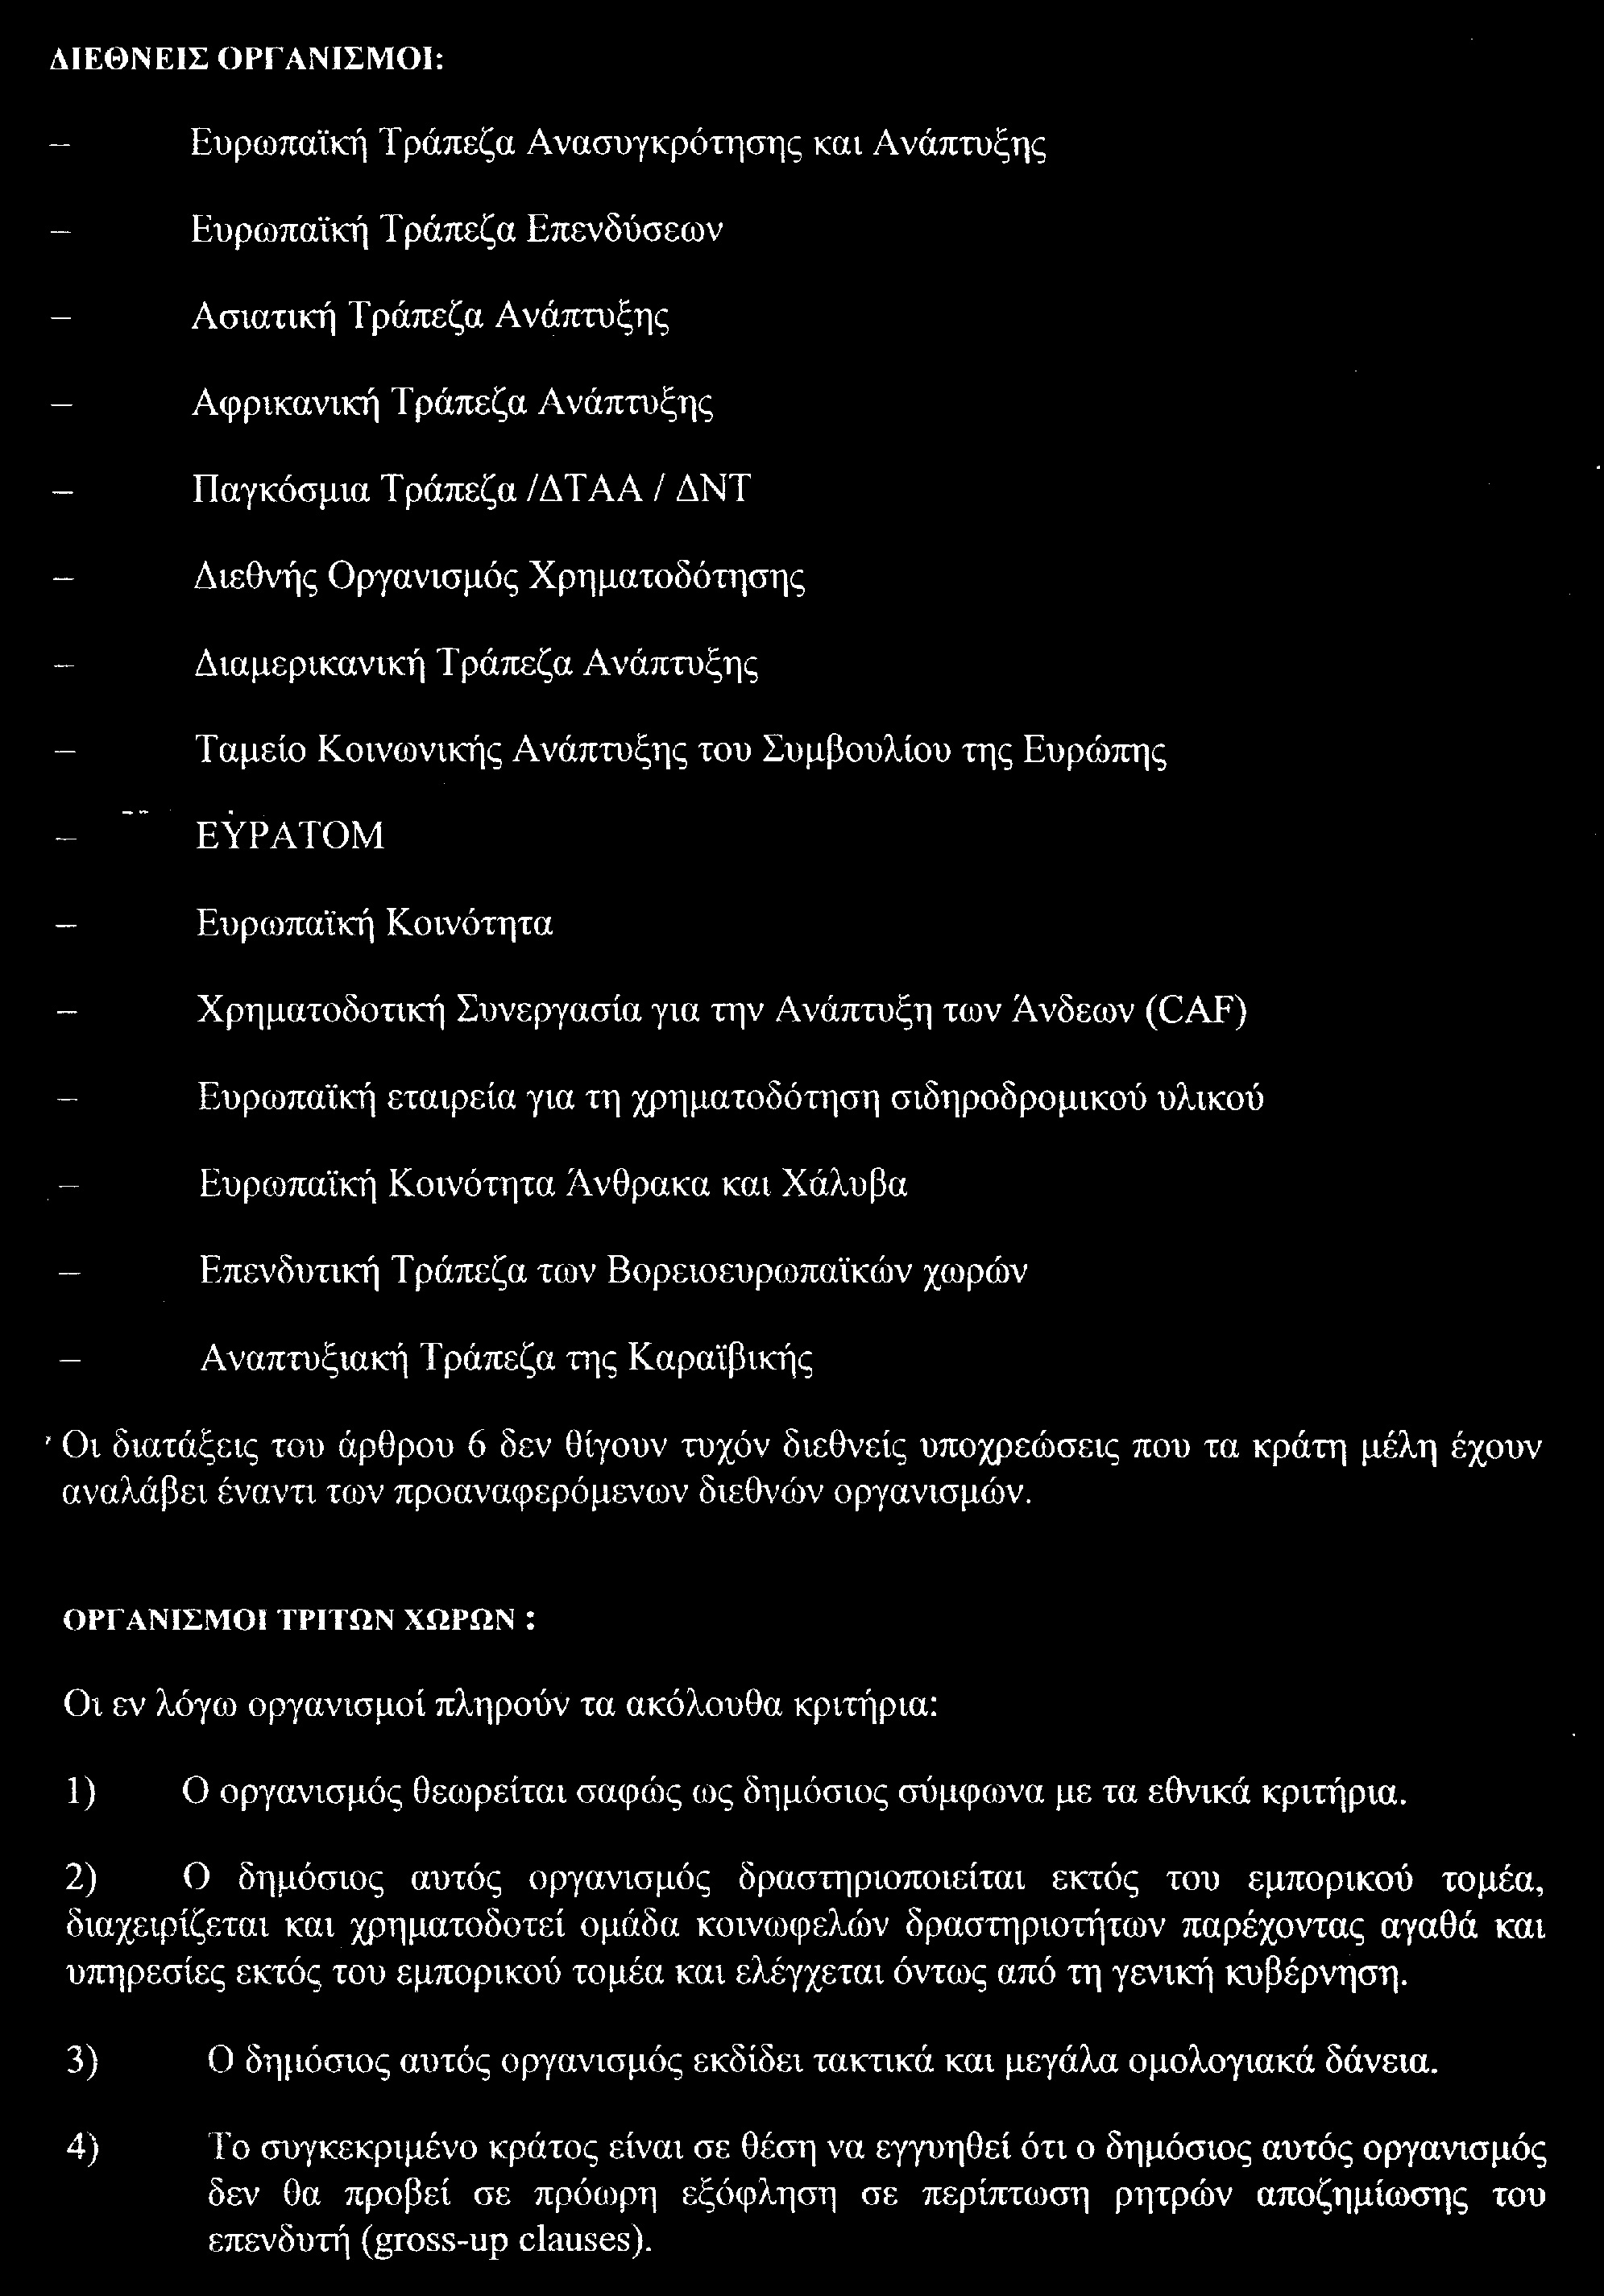 ΔΙΕΘΝΕΙΣ ΟΡΓΑΝΙΣΜΟΙ:
– Ευρωπαϊκή Τράπεζα Ανασυγκρότησης και Ανάπτυξης
– Ευρωπαϊκή Τράπεζα Επενδύσεων
– Ασιατική Τράπεζα Ανάπτυξης
– Αφρικανική Τράπεζα Ανάπτυξης
– Παγκόσμια Τράπεζα /ΔΤΑΑ / ΔΝΤ
– Διεθνής Οργανισμός Χρηματοδότησης
– Διαμερικανική Τράπεζα Ανάπτυξης
– Ταμείο Κοινωνικής Ανάπτυξης του Συμβουλίου της Ευρώπης
– ΕΥΡΑΤΟΜ
– Ευρωπαϊκή Κοινότητα
– Χρηματοδοτική Συνεργασία για την Ανάπτυξη των Άνδεων (CAF)
– Ευρωπαϊκή εταιρεία για τη χρηματοδότηση σιδηροδρομικού υλικού
– Ευρωπαϊκή Κοινότητα Άνθρακα και Χάλυβα
– Επενδυτική Τράπεζα των Βορειοευρωπαϊκών χωρών
– Αναπτυξιακή Τράπεζα της Καραϊβικής
Οι διατάξεις του άρθρου 6 δεν θίγουν τυχόν διεθνείς υποχρεώσεις που τα κράτη μέλη έχουν
αναλάβει έναντι των προαναφερόμενων διεθνών οργανισμών.
ΟΡΓΑΝΙΣΜΟΙ ΤΡΙΤΩΝ ΧΩΡΩΝ :
Οι εν λόγω οργανισμοί πληρούν τα ακόλουθα κριτήρια:
1) Ο οργανισμός θεωρείται σαφώς ως δημόσιος σύμφωνα με τα εθνικά κριτήρια.
2) Ο δημόσιος αυτός οργανισμός δραστηριοποιείται εκτός του εμπορικού τομέα,
διαχειρίζεται και χρηματοδοτεί ομάδα κοινωφελών δραστηριοτήτων παρέχοντας αγαθά και
υπηρεσίες εκτός του εμπορικού τομέα και ελέγχεται όντως από τη γενική κυβέρνηση.
3) Ο δημόσιος αυτός οργανισμός εκδίδει τακτικά και μεγάλα ομολογιακά δάνεια.
4) Το συγκεκριμένο κράτος είναι σε θέση να εγγυηθεί ότι ο δημόσιος αυτός οργανισμός
δεν θα προβεί σε πρόωρη εξόφληση σε περίπτωση ρητρών αποζημίωσης του
επενδυτή (gross-up clauses).